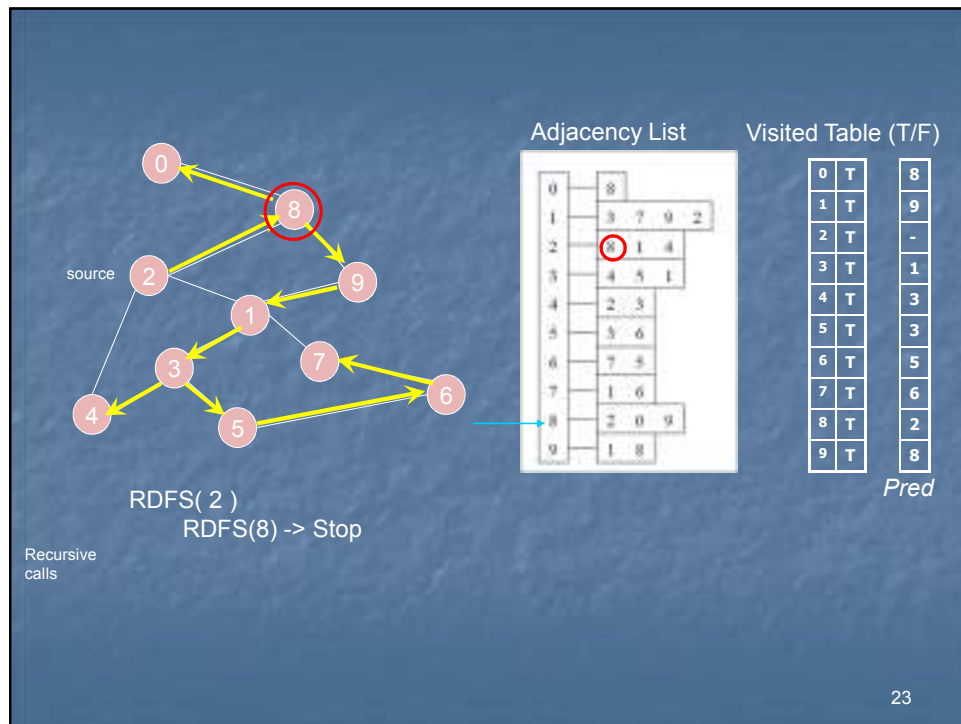 Adjacency List
Visited Table (T/F)
0
8
source
2
9
1
3
7
4
5
6
0 8
1 3 7 9 2
2 8 1 4
3 4 5 1
4 2 3
5 3 6
6 7 5
7 1 6
8 2 0 9
9 1 8
0 T 8
1 T 9
2 T -
3 T 1
4 T 3
5 T 3
6 T 5
7 T 6
8 T 2
9 T 8
Pred
RDFS( 2 )
RDFS(8) -> Stop
Recursive
calls
23